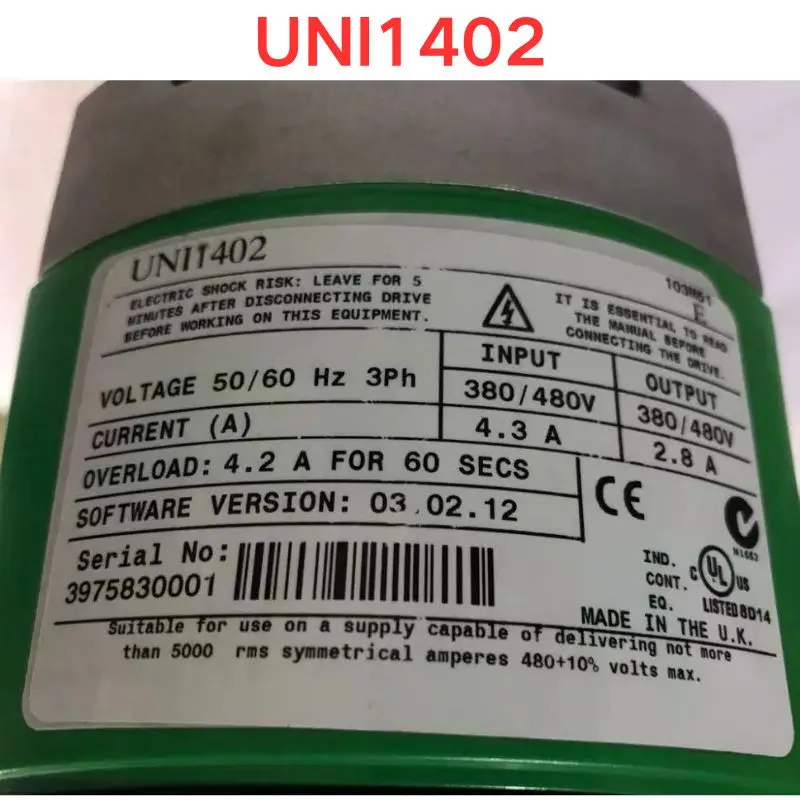 UNI1402
UNI1402
103M61
E
ELECTRIC SHOCK RISK: LEAVE FOR 5
MINUTES AFTER DISCONNECTING DRIVE
BEFORE WORKING ON THIS EQUIPMENT.
IT IS ESSENTIAL TO READ
THE MANUAL BEFORE
CONNECTING THE DRIVE.
INPUT OUTPUT
VOLTAGE 50/60 Hz 3Ph 380/480V 380/480V
CURRENT (A) 4.3 A 2.8 A
OVERLOAD: 4.2 A FOR 60 SECS
SOFTWARE VERSION: 03.02.12
CE
N1652
Serial No:
3975830001
IND.
CONT.
EQ.
C UL US
LISTED 8D14
MADE IN THE U.K.
Suitable for use on a supply capable of delivering not more
than 5000 rms symmetrical amperes 480+10% volts max.